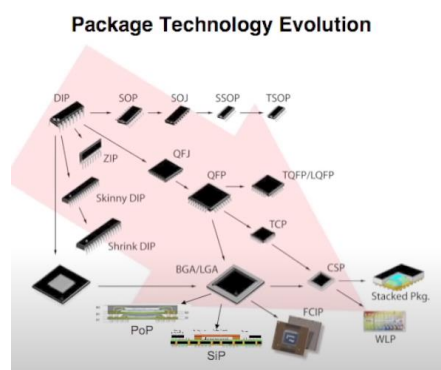 Package Technology Evolution
DIP
SOP
SOJ
SSOP
TSOP
ZIP
QFJ
QFP
TQFP/LQFP
Skinny DIP
Shrink DIP
TCP
BGA/LGA
CSP
Stacked Pkg.
PoP
SiP
FCIP
WLP